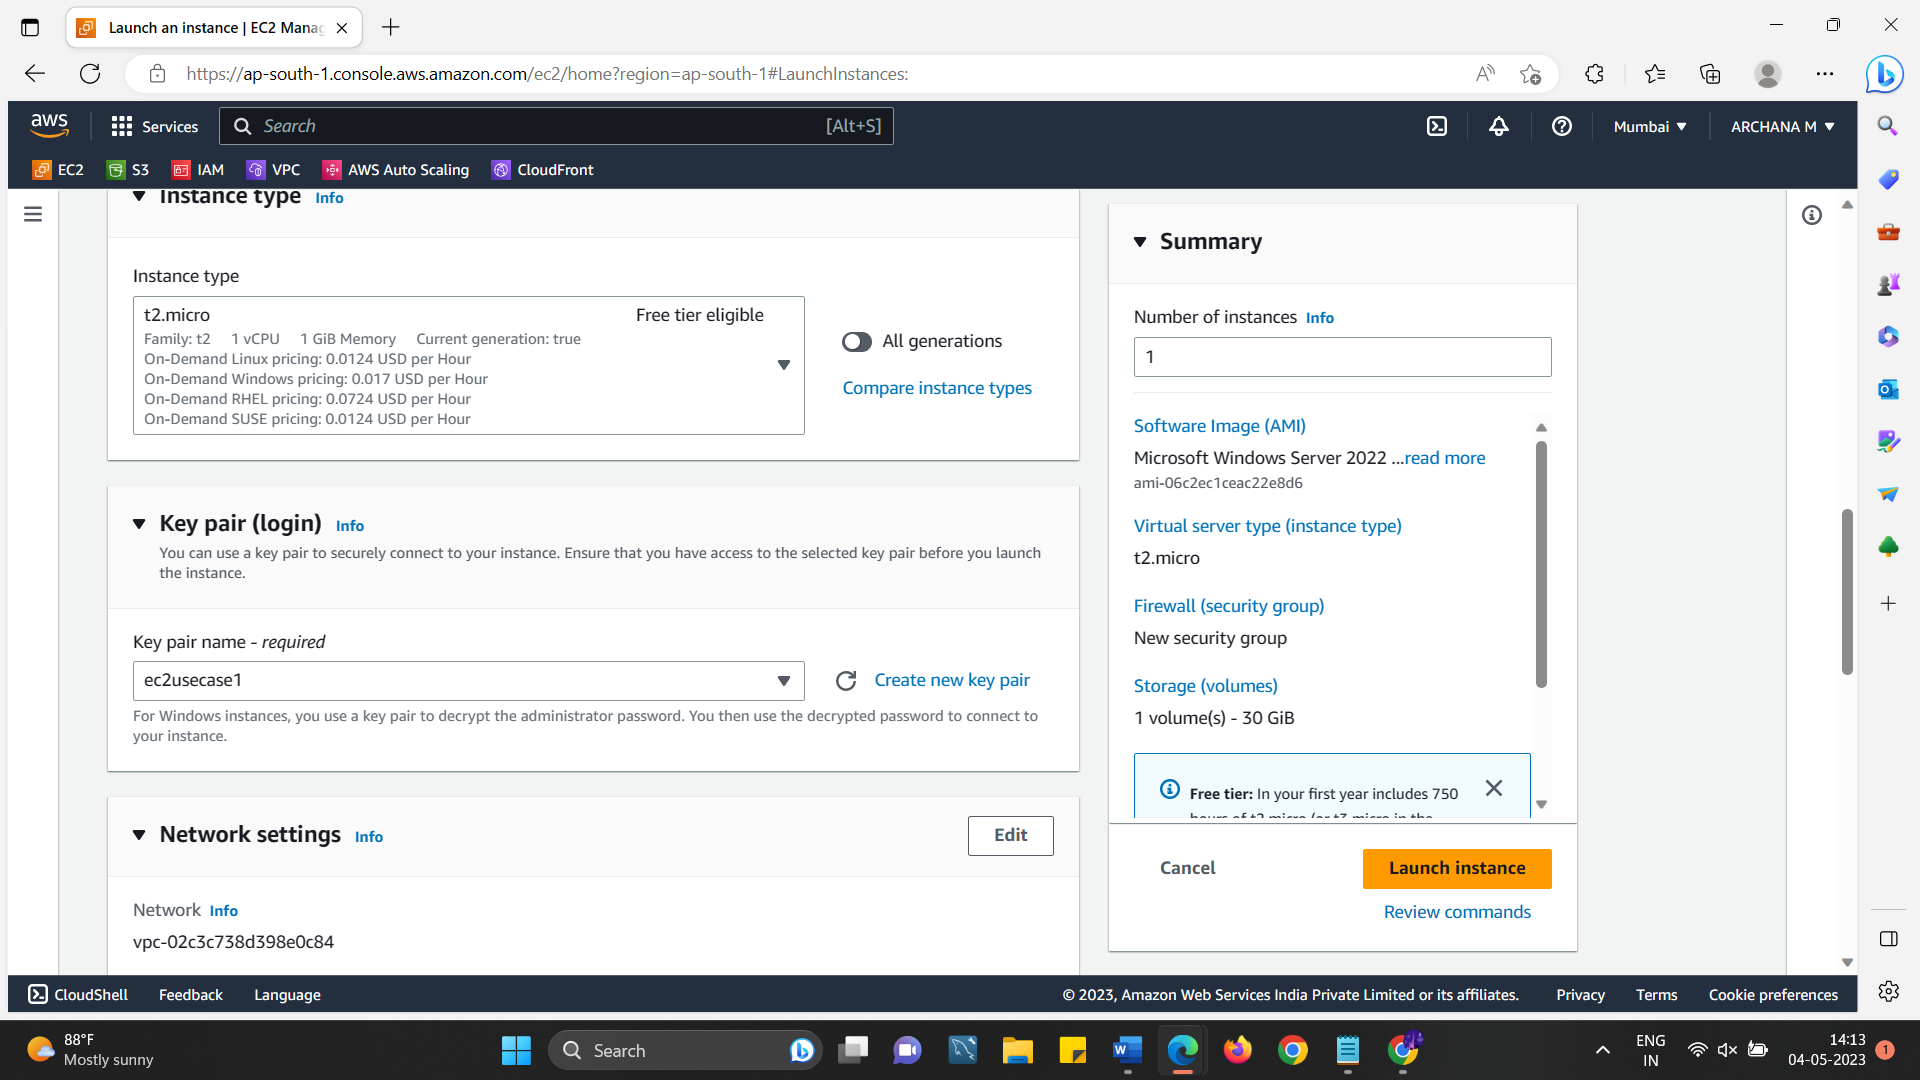 Launch an instance | EC2 Manag
https://ap-south-1.console.aws.amazon.com/ec2/home?region=ap-south-1#LaunchInstances:
aws
Services
Search
[Alt+S]
Mumbai
ARCHANA M
EC2
S3
IAM
VPC
AWS Auto Scaling
CloudFront
Instance type Info
Instance type
t2.micro
Free tier eligible
Family: t2 1 vCPU 1 GiB Memory Current generation: true
On-Demand Linux pricing: 0.0124 USD per Hour
On-Demand Windows pricing: 0.017 USD per Hour
On-Demand RHEL pricing: 0.0724 USD per Hour
On-Demand SUSE pricing: 0.0124 USD per Hour
All generations
Compare instance types
Key pair (login) Info
You can use a key pair to securely connect to your instance. Ensure that you have access to the selected key pair before you launch
the instance.
Key pair name - required
ec2usecase1
Create new key pair
For Windows instances, you use a key pair to decrypt the administrator password. You then use the decrypted password to connect to
your instance.
Network settings Info
Edit
Network Info
vpc-02c3c738d398e0c84
Summary
Number of instances Info
1
Software Image (AMI)
Microsoft Windows Server 2022 ...read more
ami-06c2ec1ceac22e8d6
Virtual server type (instance type)
t2.micro
Firewall (security group)
New security group
Storage (volumes)
1 volume(s) - 30 GiB
Free tier: In your first year includes 750
hours of t2.micro (or t3.micro in the
Cancel
Launch instance
Review commands
CloudShell
Feedback
Language
© 2023, Amazon Web Services India Private Limited or its affiliates.
Privacy
Terms
Cookie preferences
88°F
Mostly sunny
Search
ENG
IN
14:13
04-05-2023
1